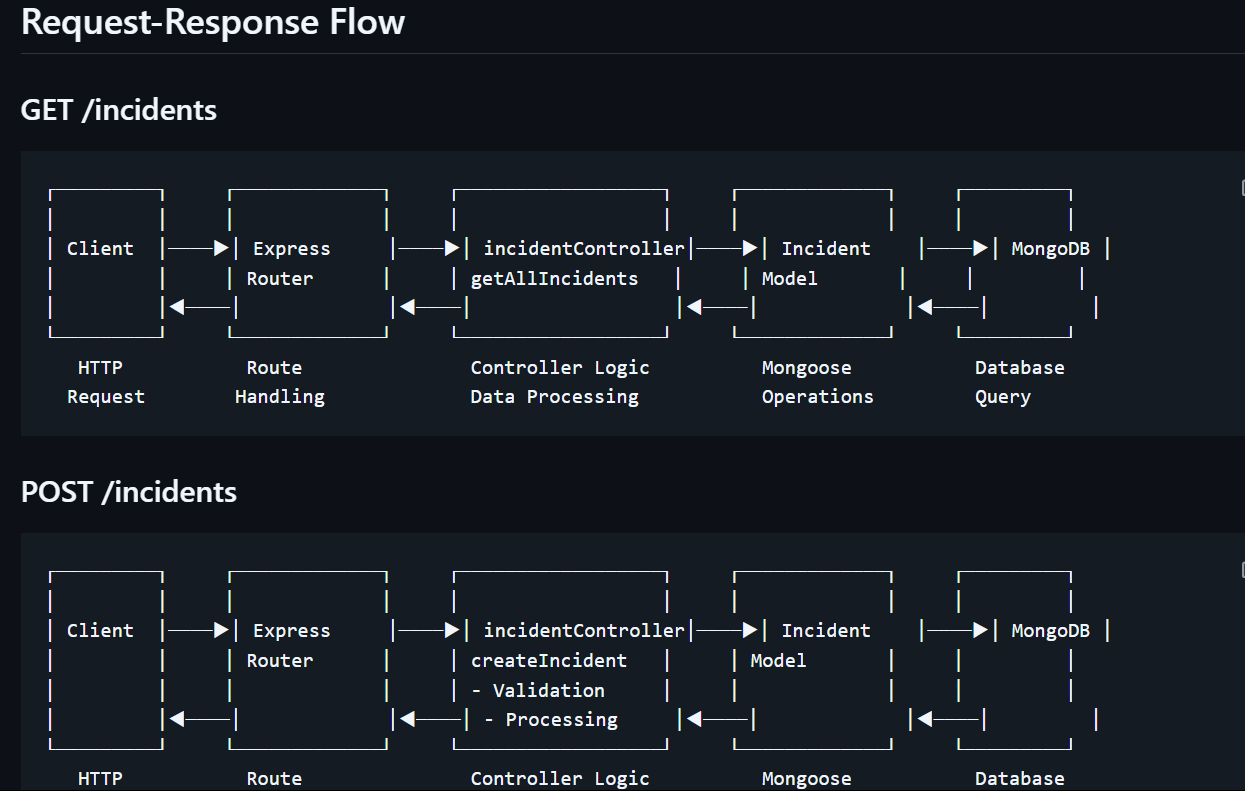 Request-Response Flow
GET /incidents
Client Express incidentController Incident MongoDB
Router getAllIncidents Model
HTTP Route Controller Logic Mongoose Database
Request Handling Data Processing Operations Query
POST /incidents
Client Express incidentController Incident MongoDB
Router createIncident Model
- Validation
- Processing
HTTP Route Controller Logic Mongoose Database